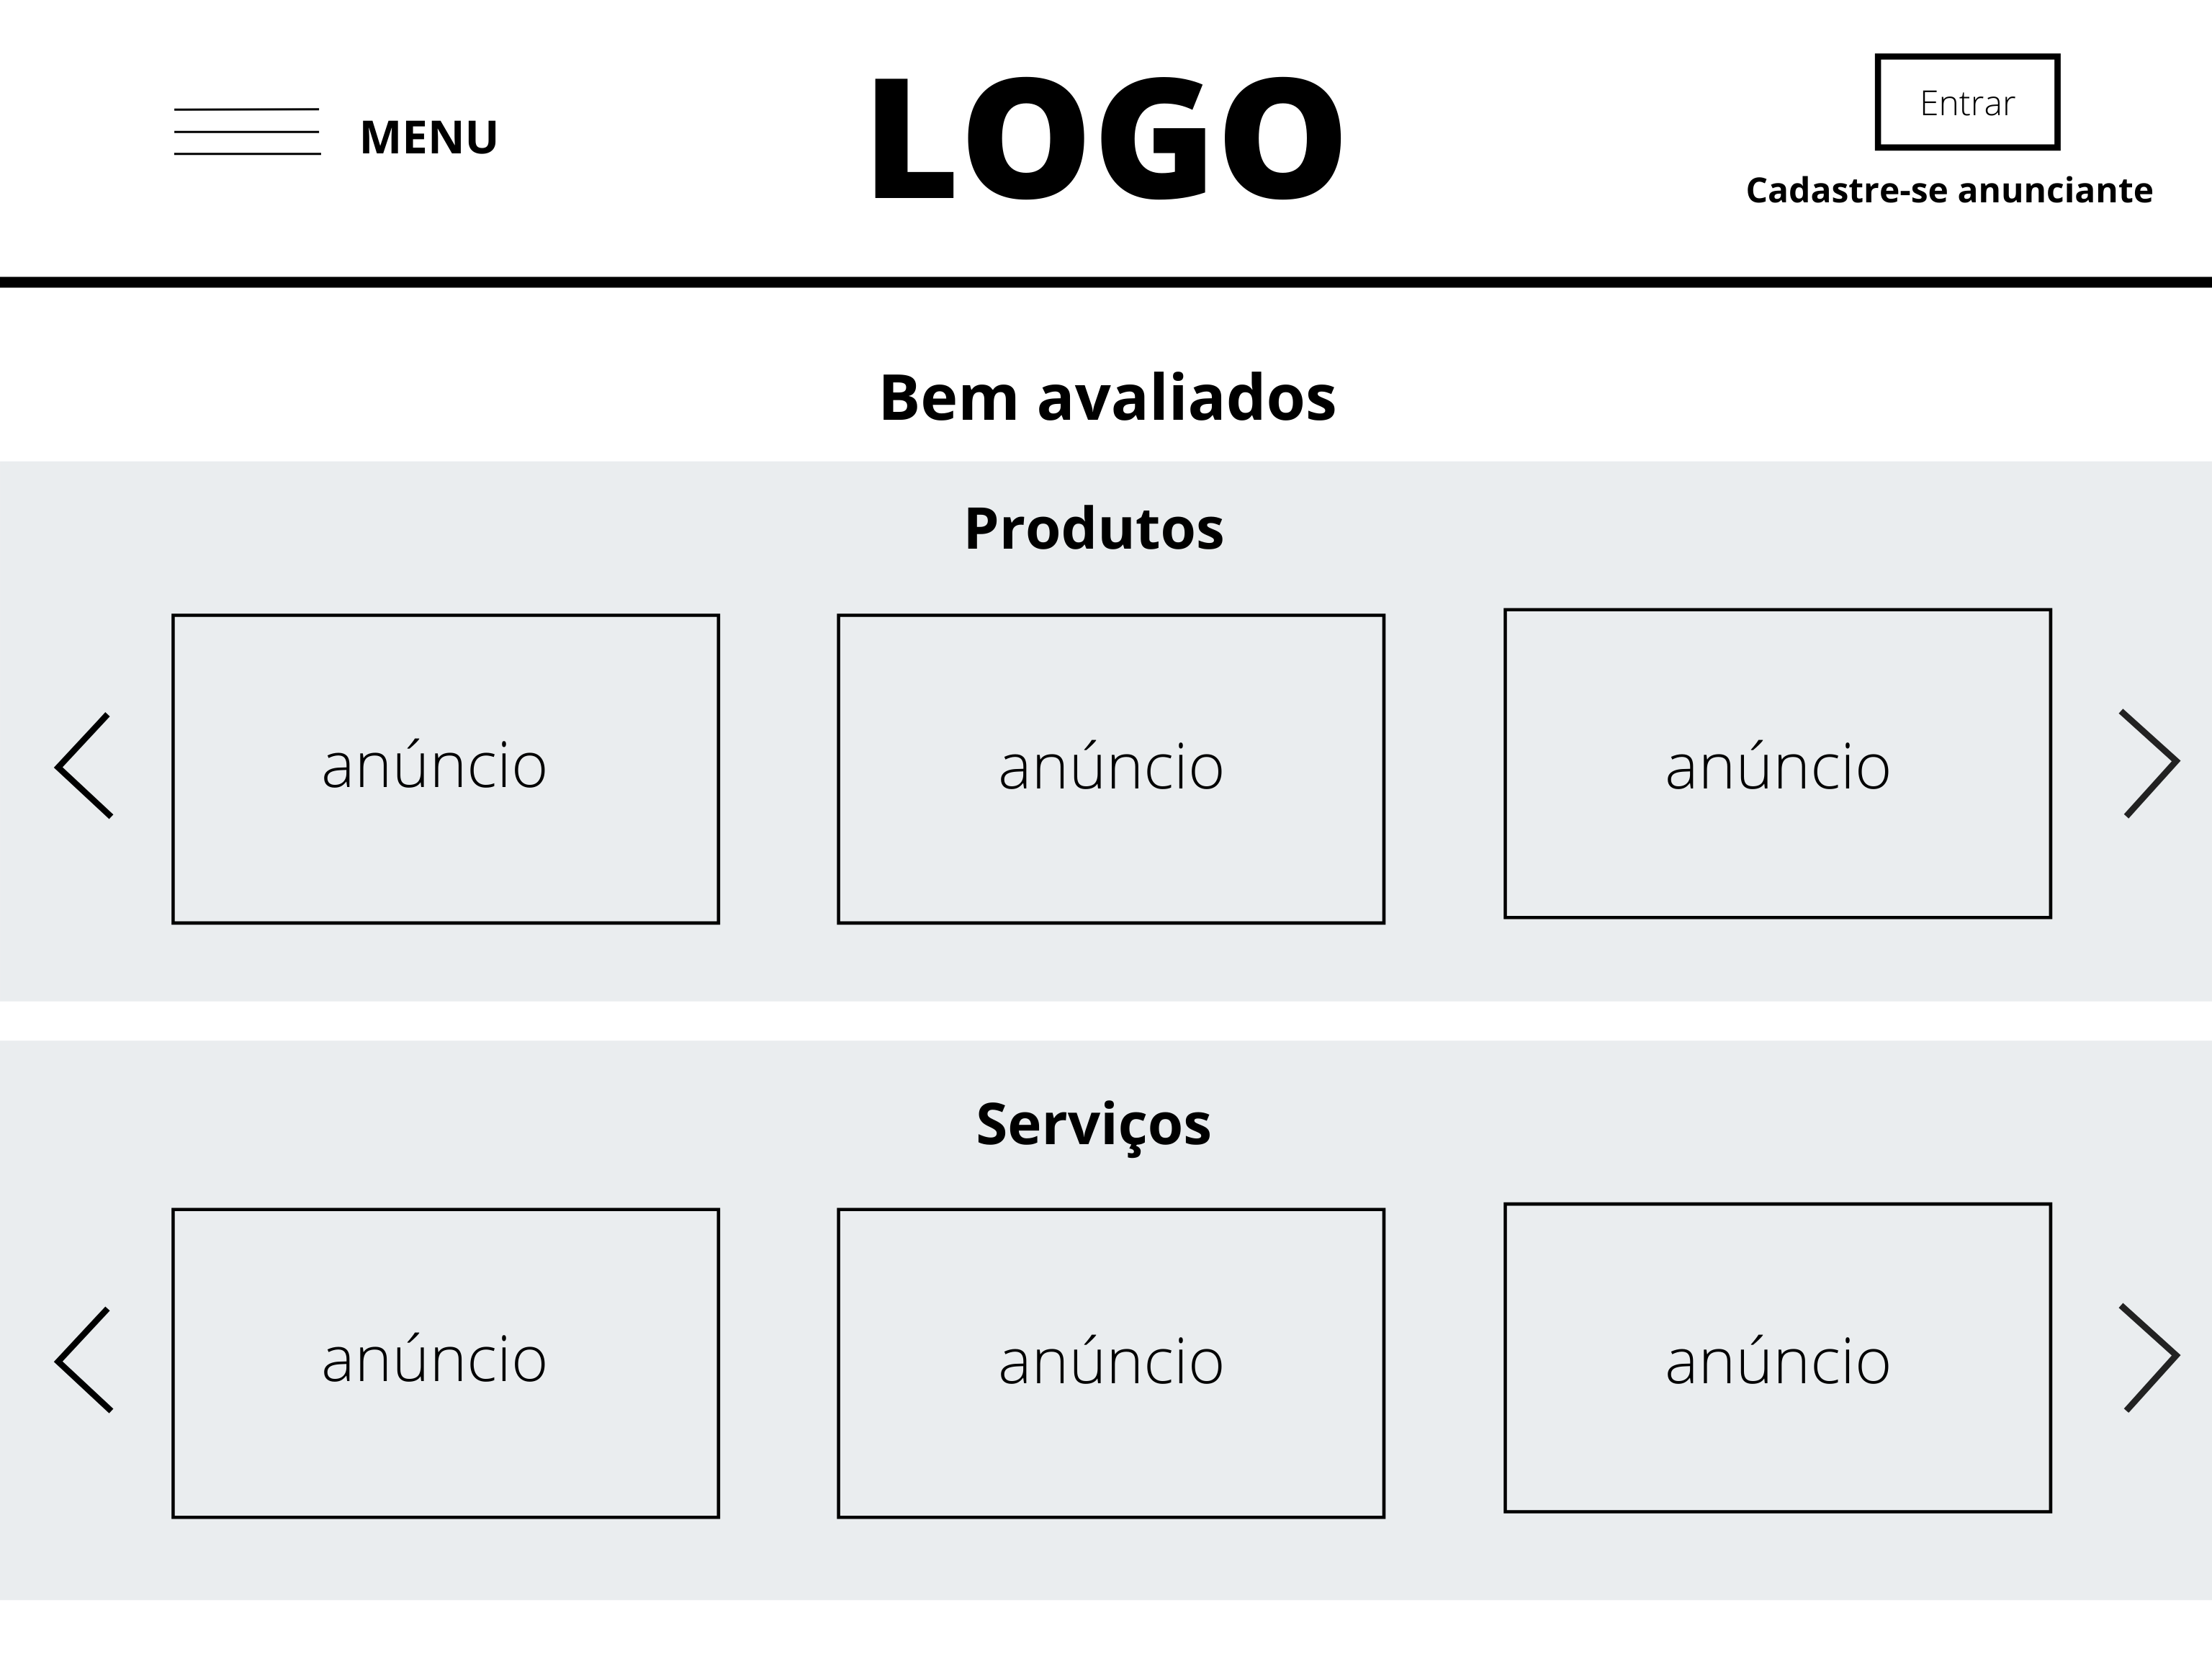 MENU
LOGO
Entrar
Cadastre-se anunciante
Bem avaliados
Produtos
anúncio
anúncio
anúncio
Serviços
anúncio
anúncio
anúncio